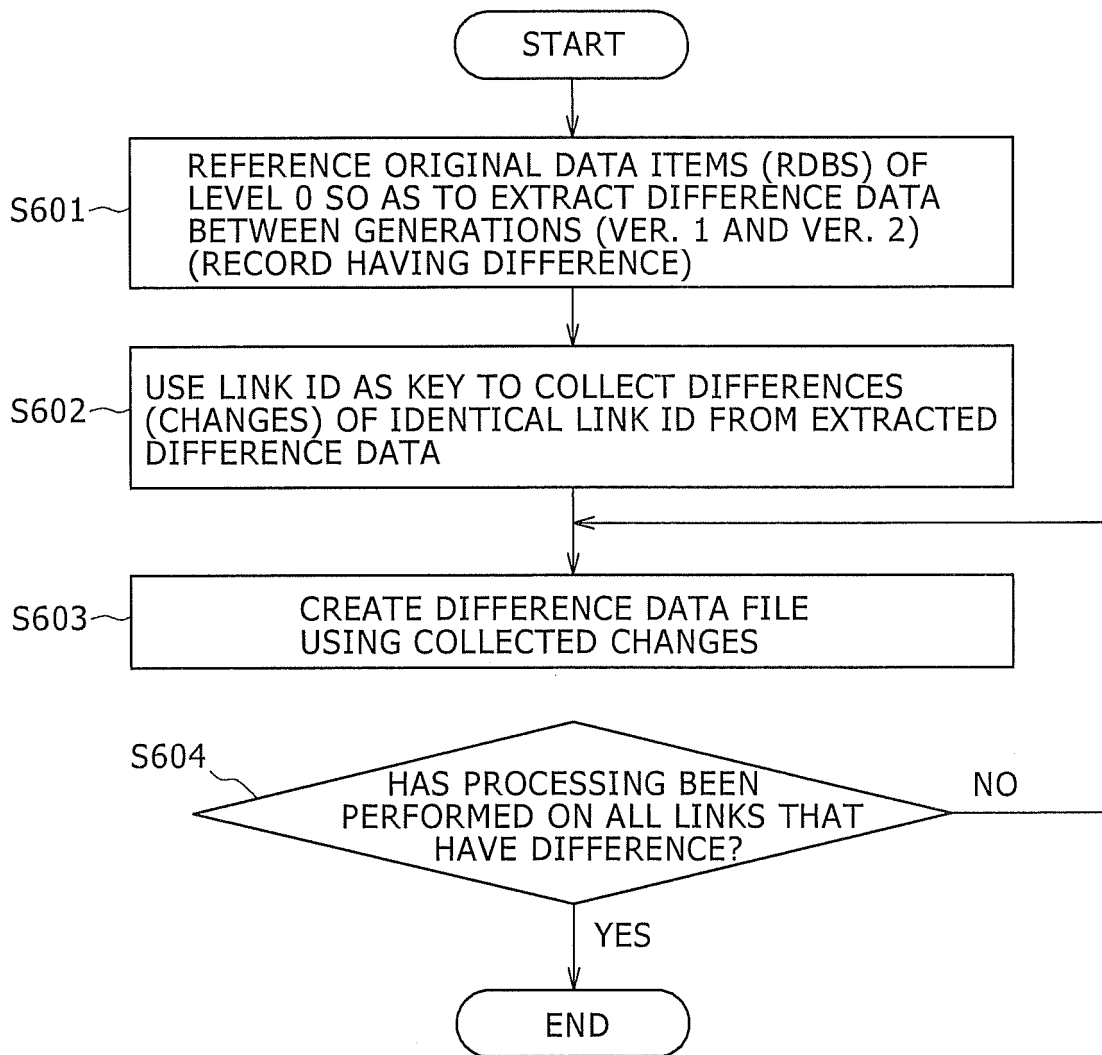 START
S601
REFERENCE ORIGINAL DATA ITEMS (RDBS) OF
LEVEL 0 SO AS TO EXTRACT DIFFERENCE DATA
BETWEEN GENERATIONS (VER. 1 AND VER. 2)
(RECORD HAVING DIFFERENCE)
S602
USE LINK ID AS KEY TO COLLECT DIFFERENCES
(CHANGES) OF IDENTICAL LINK ID FROM EXTRACTED
DIFFERENCE DATA
S603
CREATE DIFFERENCE DATA FILE
USING COLLECTED CHANGES
S604
HAS PROCESSING BEEN
PERFORMED ON ALL LINKS THAT
HAVE DIFFERENCE?
NO
YES
END